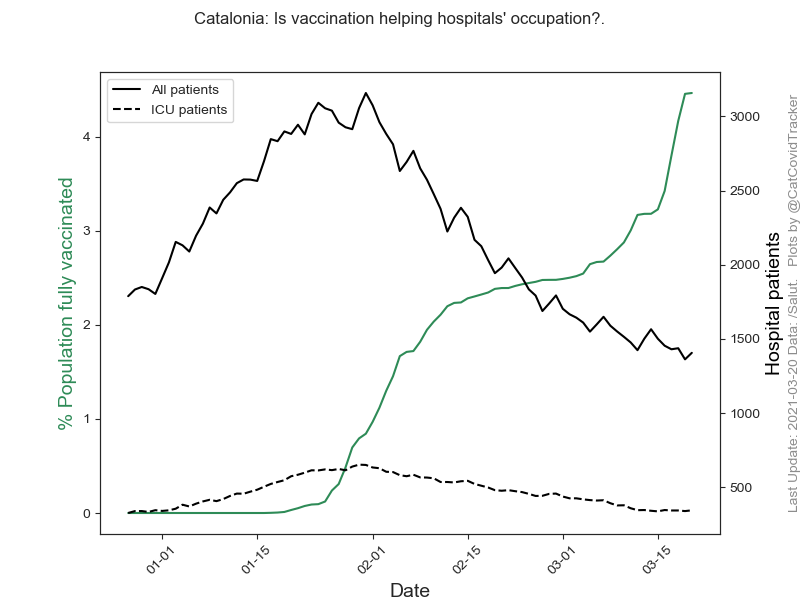 Catalonia: Is vaccination helping hospitals' occupation?.
All patients
ICU patients
% Population fully vaccinated
4
3
2
1
0
3000
2500
2000
1500
1000
500
Hospital patients
Last Update: 2021-03-20 Data: /Salut. Plots by @CatCovidTracker
01-01
01-15
02-01
02-15
03-01
03-15
Date